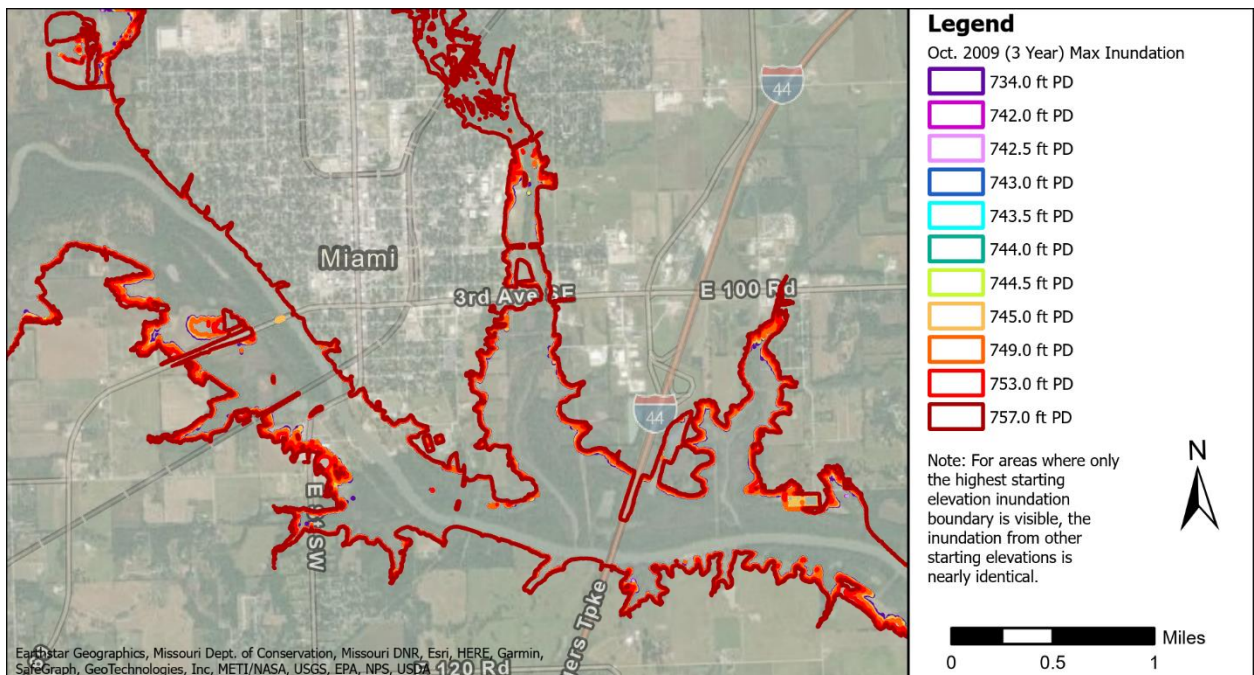 44
Miami
3rd Ave SE
E 100 Rd
44
SW
Tpke
E 120 Rd
Earthstar Geographics, Missouri Dept. of Conservation, Missouri DNR, Esri, HERE, Garmin,
SafeGraph, GeoTechnologies, Inc, METI/NASA, USGS, EPA, NPS, USDA
Legend
Oct. 2009 (3 Year) Max Inundation
734.0 ft PD
742.0 ft PD
742.5 ft PD
743.0 ft PD
743.5 ft PD
744.0 ft PD
744.5 ft PD
745.0 ft PD
749.0 ft PD
753.0 ft PD
757.0 ft PD
Note: For areas where only
the highest starting
elevation inundation
boundary is visible, the
inundation from other
starting elevations is
nearly identical.
N
Miles
0 0.5 1